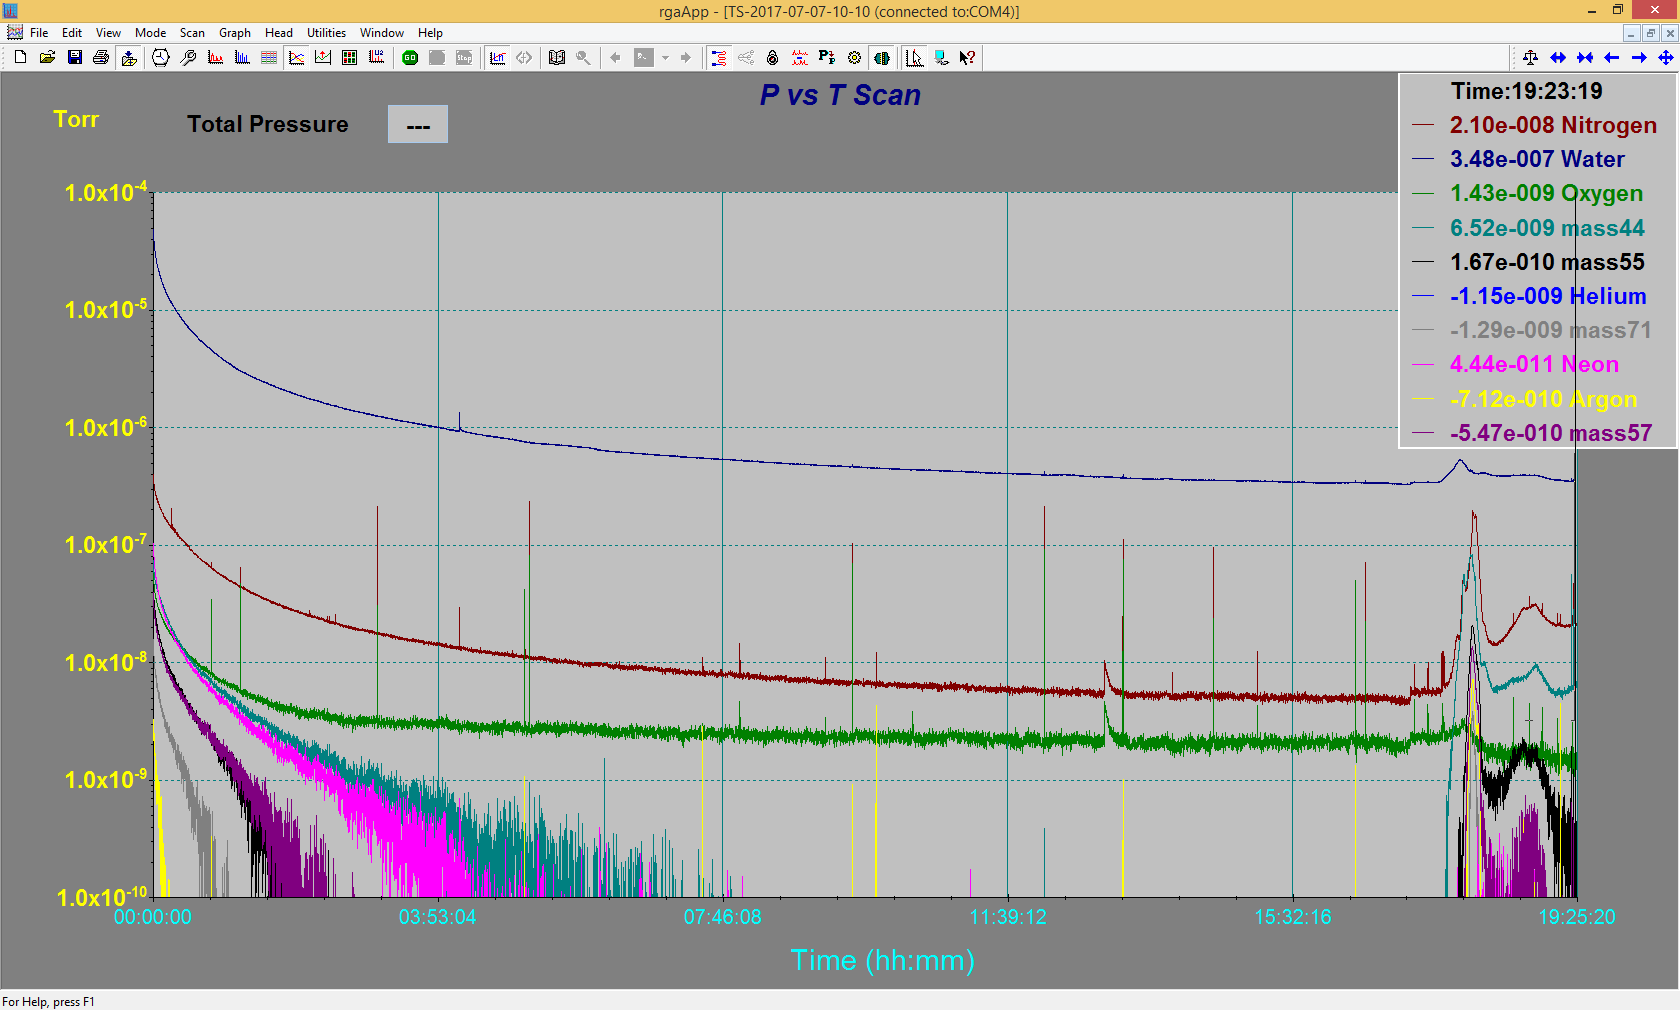 rgaApp - [TS-2017-07-07-10-10 (connected to:COM4)]
File Edit View Mode Scan Graph Head Utilities Window Help
GO Stop
P vs T Scan
Torr
Total Pressure ---
Time:19:23:19
2.10e-008 Nitrogen
3.48e-007 Water
1.43e-009 Oxygen
6.52e-009 mass44
1.67e-010 mass55
-1.15e-009 Helium
-1.29e-009 mass71
4.44e-011 Neon
-7.12e-010 Argon
-5.47e-010 mass57
1.0x10-4
1.0x10-5
1.0x10-6
1.0x10-7
1.0x10-8
1.0x10-9
1.0x10-10
00:00:00 03:53:04 07:46:08 11:39:12 15:32:16 19:25:20
Time (hh:mm)
For Help, press F1